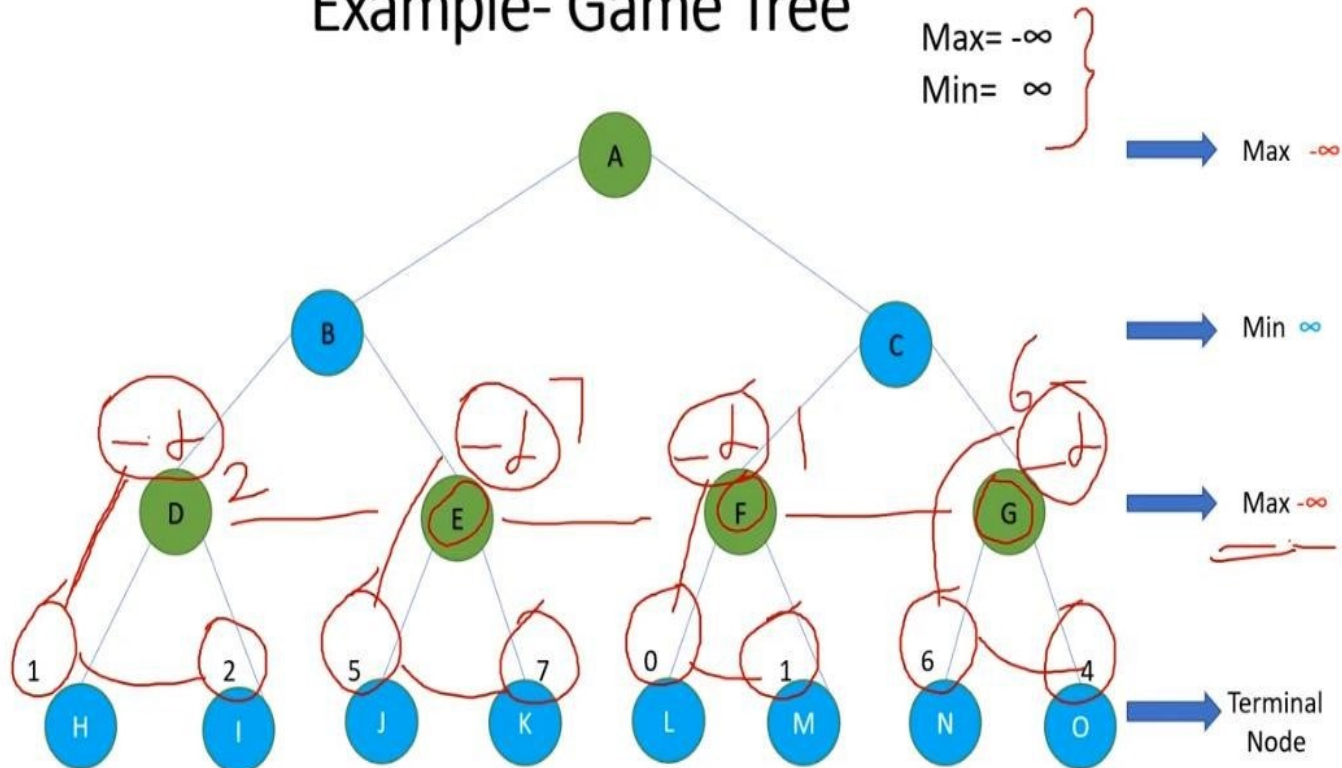 Example- Game Tree
Max= -∞
Min= ∞
A
Max -∞
B
C
Min ∞
6
7
1
2
D
E
F
G
Max -∞
1
2
5
7
0
1
6
4
H
I
J
K
L
M
N
O
Terminal
Node